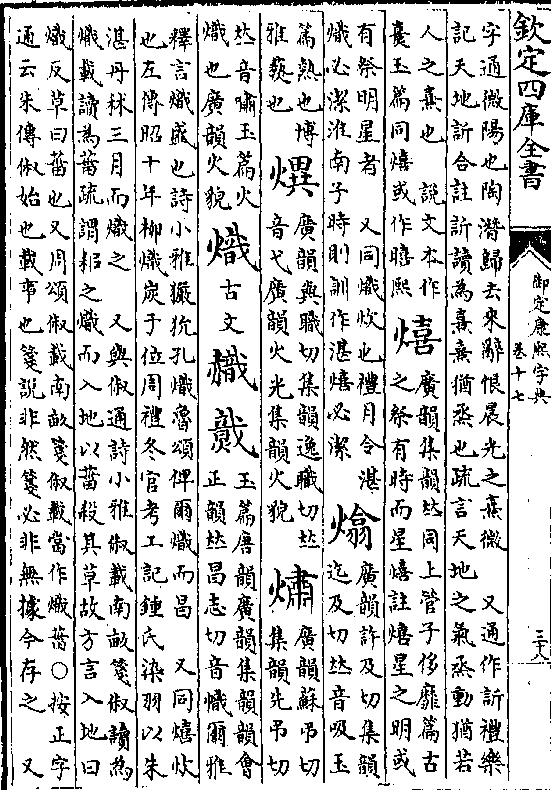 欽定四庫全書
御定康熙字典
卷十七
三十八
字通微陽也陶潛歸去來辭恨晨光之熹微 又通作訢禮樂
記天地訢合註訢讀為熹熹猶烝也疏言天地之氣烝動猶若
人之熹也 説文本作
囊玉篇同熺或作暿熙
熺
廣韻集韻𠀤同上管子侈靡篇古
之祭有時而星熺註熺星之明或
有祭明星者 又同熾炊也禮月令湛
熾必潔淮南子時則訓作湛熺必潔
熻
廣韻許及切集韻
迄及切𠀤音吸玉
篇熱也博
雅爇也
熼
廣韻與職切集韻逸職切𠀤
音弋廣韻火光集韻火貌
熽
廣韻蘇弔切
集韻先弔切
𠀤音嘯玉篇火
熾也廣韻火貌
熾
古文
玉篇唐韻廣韻集韻韻會
正韻𠀤昌志切音幟爾雅
釋言熾盛也詩小雅玁狁孔熾魯頌俾爾熾而昌 又同熺炊
也左傳昭十年柳熾炭于位周禮冬官考工記鍾氏染羽以朱
湛丹秫三月而熾之 又與俶通詩小雅俶載南畝箋俶讀為
熾載讀為菑疏謂耜之熾而入地以菑殺其草故方言入地曰
熾反草曰菑也又周頌俶載南畝箋俶載當作熾菑○按正字
通云朱傳俶始也載事也箋説非然箋必非無據今存之 又